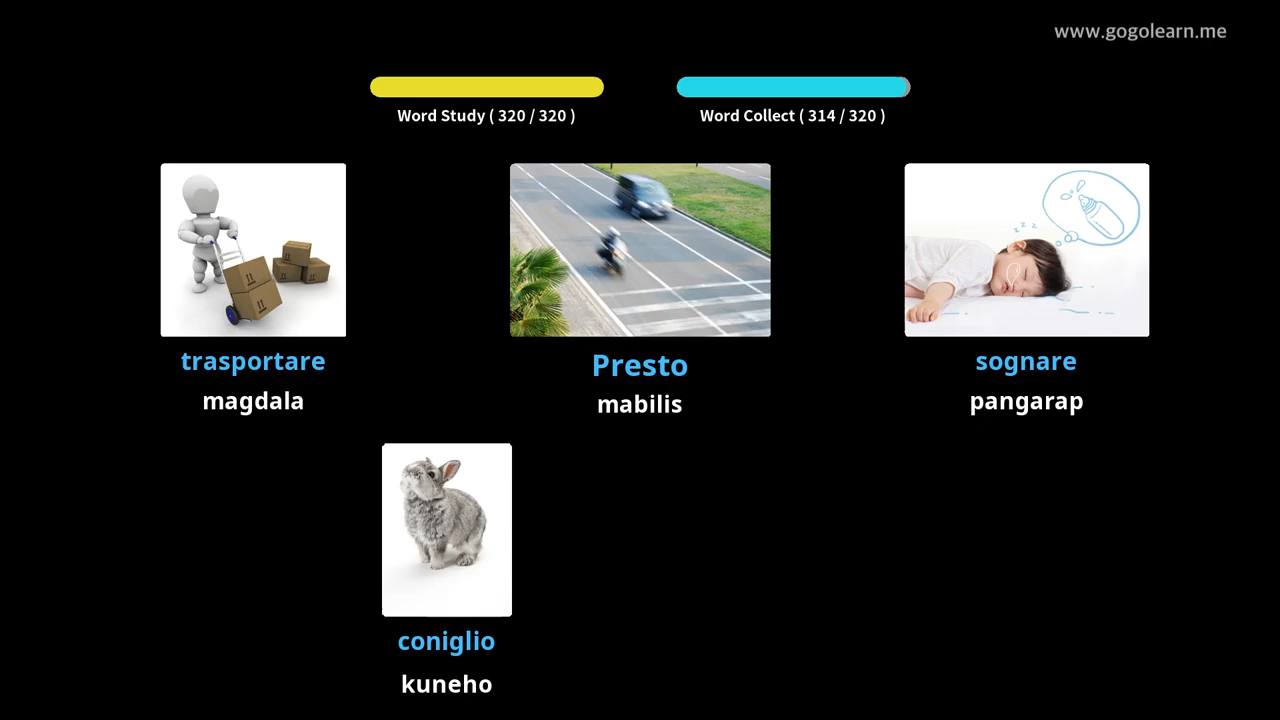 www.gogolearn.me
Word Study ( 320 / 320 )
Word Collect ( 314 / 320 )
trasportare
magdala
Presto
mabilis
sognare
pangarap
coniglio
kuneho